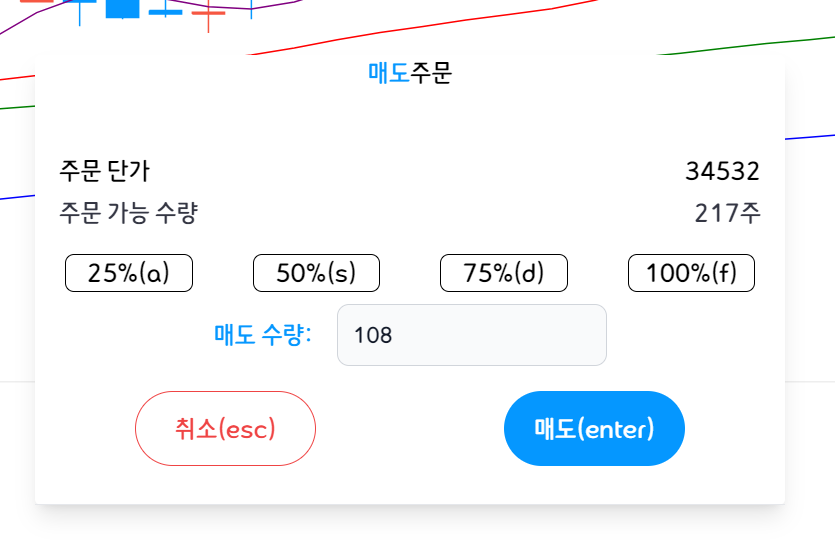 매도주문
주문 단가 34532
주문 가능 수량 217주
25%(a) 50%(s) 75%(d) 100%(f)
매도 수량: 108
취소(esc) 매도(enter)